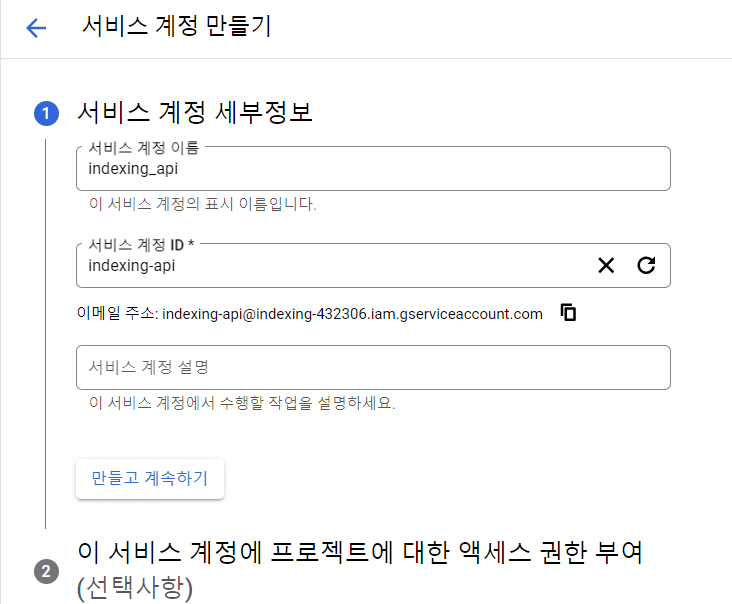 서비스 계정 만들기
1 서비스 계정 세부정보
서비스 계정 이름
indexing_api
이 서비스 계정의 표시 이름입니다.
서비스 계정 ID *
indexing-api
이메일 주소: indexing-api@indexing-432306.iam.gserviceaccount.com
서비스 계정 설명
이 서비스 계정에서 수행할 작업을 설명하세요.
만들고 계속하기
2 이 서비스 계정에 프로젝트에 대한 액세스 권한 부여
(선택사항)